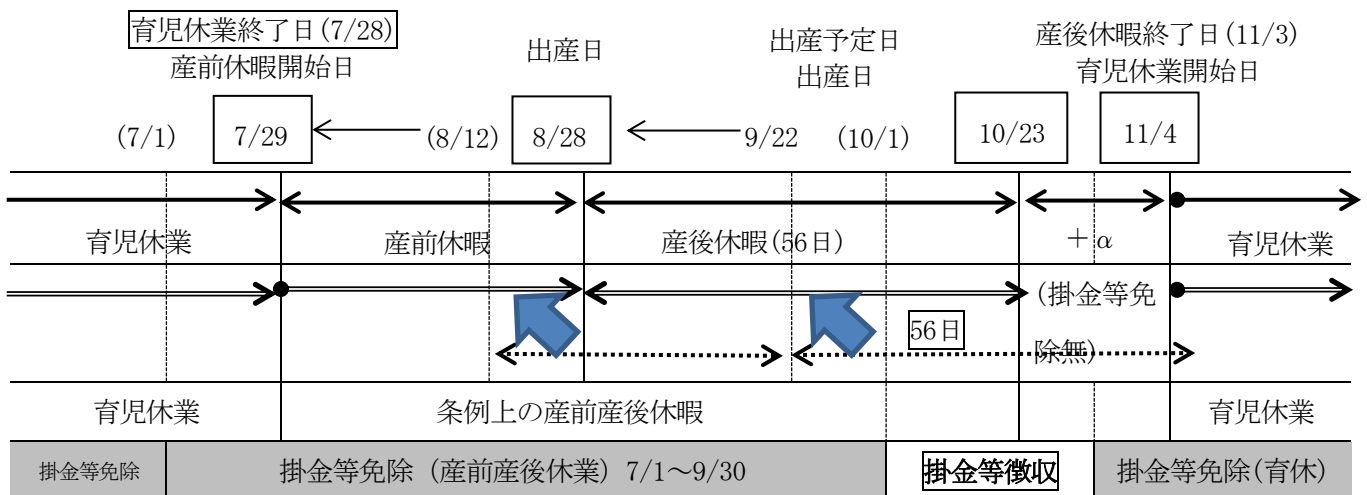 育児休業終了日(7/28)
産前休暇開始日
出産日
出産予定日
出産日
産後休暇終了日(11/3)
育児休業開始日
(7/1)
7/29
(8/12)
8/28
9/22
(10/1)
10/23
11/4
育児休業
産前休暇
産後休暇(56日)
＋α
育児休業
(掛金等免
除無)
56日
育児休業
条例上の産前産後休暇
育児休業
掛金等免除
掛金等免除（産前産後休業）7/1～9/30
掛金等徴収
掛金等免除(育休)